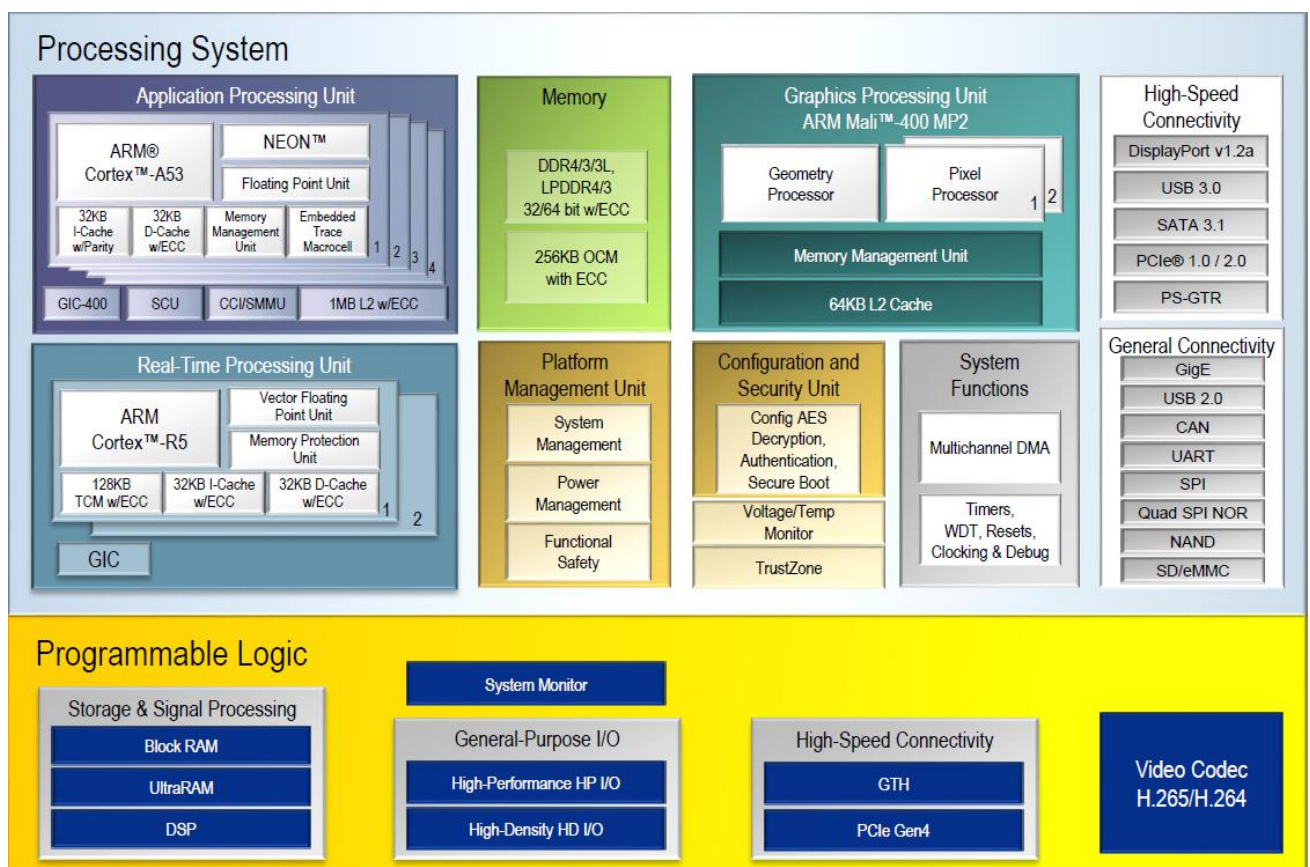 Processing System
Application Processing Unit
ARM®
Cortex™-A53
NEON™
Floating Point Unit
32KB
I-Cache
w/Parity
32KB
D-Cache
w/ECC
Memory
Management
Unit
Embedded
Trace
Macrocell
1
2
3
4
GIC-400
SCU
CCI/SMMU
1MB L2 w/ECC
Memory
DDR4/3/3L,
LPDDR4/3
32/64 bit w/ECC
256KB OCM
with ECC
Graphics Processing Unit
ARM Mali™-400 MP2
Geometry
Processor
Pixel
Processor
1
2
Memory Management Unit
64KB L2 Cache
High-Speed
Connectivity
DisplayPort v1.2a
USB 3.0
SATA 3.1
PCIe® 1.0 / 2.0
PS-GTR
Real-Time Processing Unit
ARM
Cortex™-R5
Vector Floating
Point Unit
Memory Protection
Unit
128KB
TCM w/ECC
32KB I-Cache
w/ECC
32KB D-Cache
w/ECC
1
2
GIC
Platform
Management Unit
System
Management
Power
Management
Functional
Safety
Configuration and
Security Unit
Config AES
Decryption,
Authentication,
Secure Boot
Voltage/Temp
Monitor
TrustZone
System
Functions
Multichannel DMA
Timers,
WDT, Resets,
Clocking & Debug
General Connectivity
GigE
USB 2.0
CAN
UART
SPI
Quad SPI NOR
NAND
SD/eMMC
Programmable Logic
Storage & Signal Processing
Block RAM
UltraRAM
DSP
System Monitor
General-Purpose I/O
High-Performance HP I/O
High-Density HD I/O
High-Speed Connectivity
GTH
PCIe Gen4
Video Codec
H.265/H.264